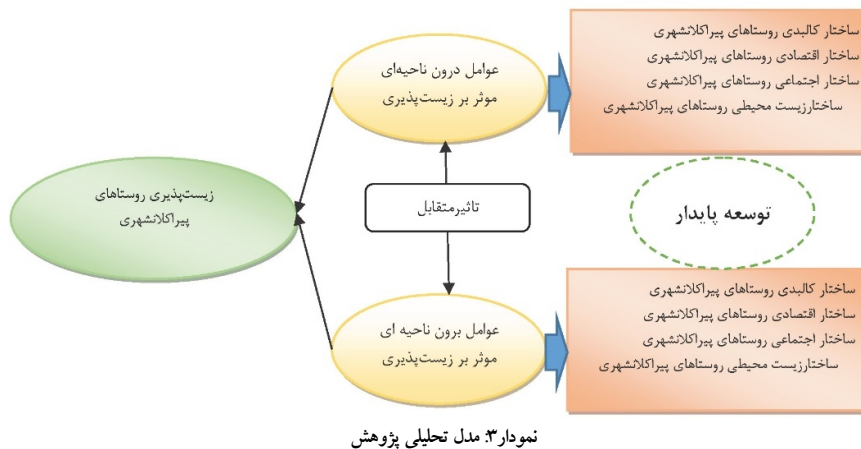 ساختار کالبدی روستاهای پیراکلانشهری
ساختار اقتصادی روستاهای پیراکلانشهری
ساختار اجتماعی روستاهای پیراکلانشهری
ساختارزیست محیطی روستاهای پیراکلانشهری
عوامل درون ناحیه‌ای
موثر بر زیست‌پذیری
توسعه پایدار
تاثیرمتقابل
زیست‌پذیری روستاهای
پیراکلانشهری
ساختار کالبدی روستاهای پیراکلانشهری
ساختار اقتصادی روستاهای پیراکلانشهری
ساختار اجتماعی روستاهای پیراکلانشهری
ساختارزیست محیطی روستاهای پیراکلانشهری
عوامل برون ناحیه ای
موثر بر زیست‌پذیری
نمودار۳: مدل تحلیلی پژوهش